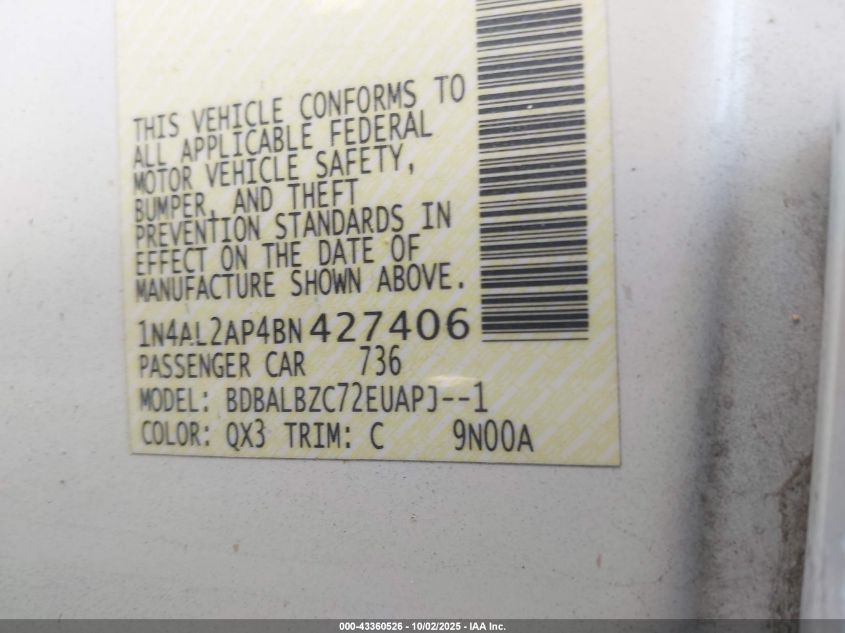 THIS VEHICLE CONFORMS TO
ALL APPLICABLE FEDERAL
MOTOR VEHICLE SAFETY,
BUMPER, AND THEFT
PREVENTION STANDARDS IN
EFFECT ON THE DATE OF
MANUFACTURE SHOWN ABOVE.
1N4AL2AP4BN427406
PASSENGER CAR 736
MODEL: BDBALBZC72EUAPJ--1
COLOR: QX3 TRIM: C 9N00A
000-43360526 - 10/02/2025 - IAA Inc.